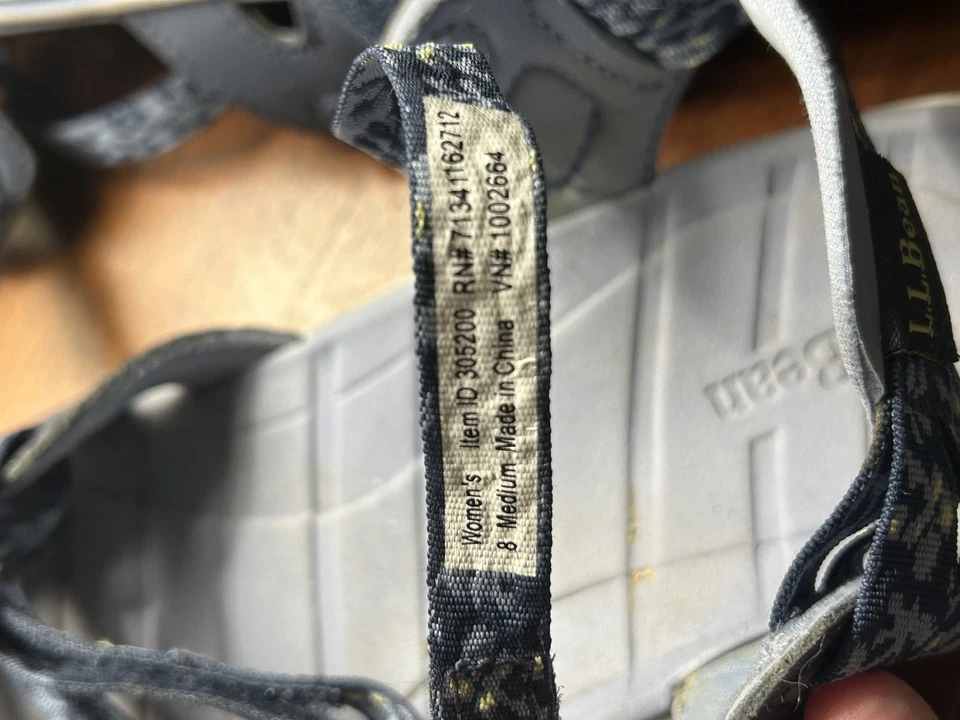 Women's Item ID 305200 RN# 71341162712
8 Medium Made in China VN# 1002664
L.L.Bean
Bean